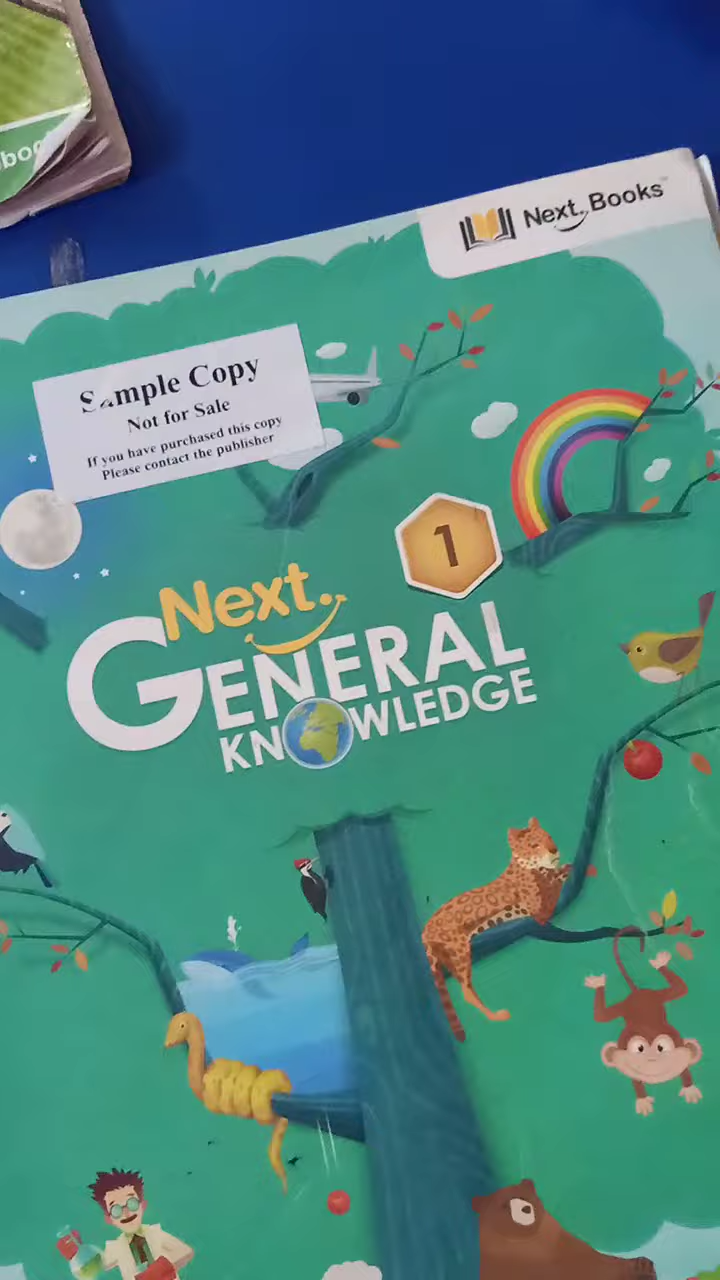 Next Books™
Sample Copy
Not for Sale
If you have purchased this copy
Please contact the publisher
1
Next.
GENERAL
KNOWLEDGE